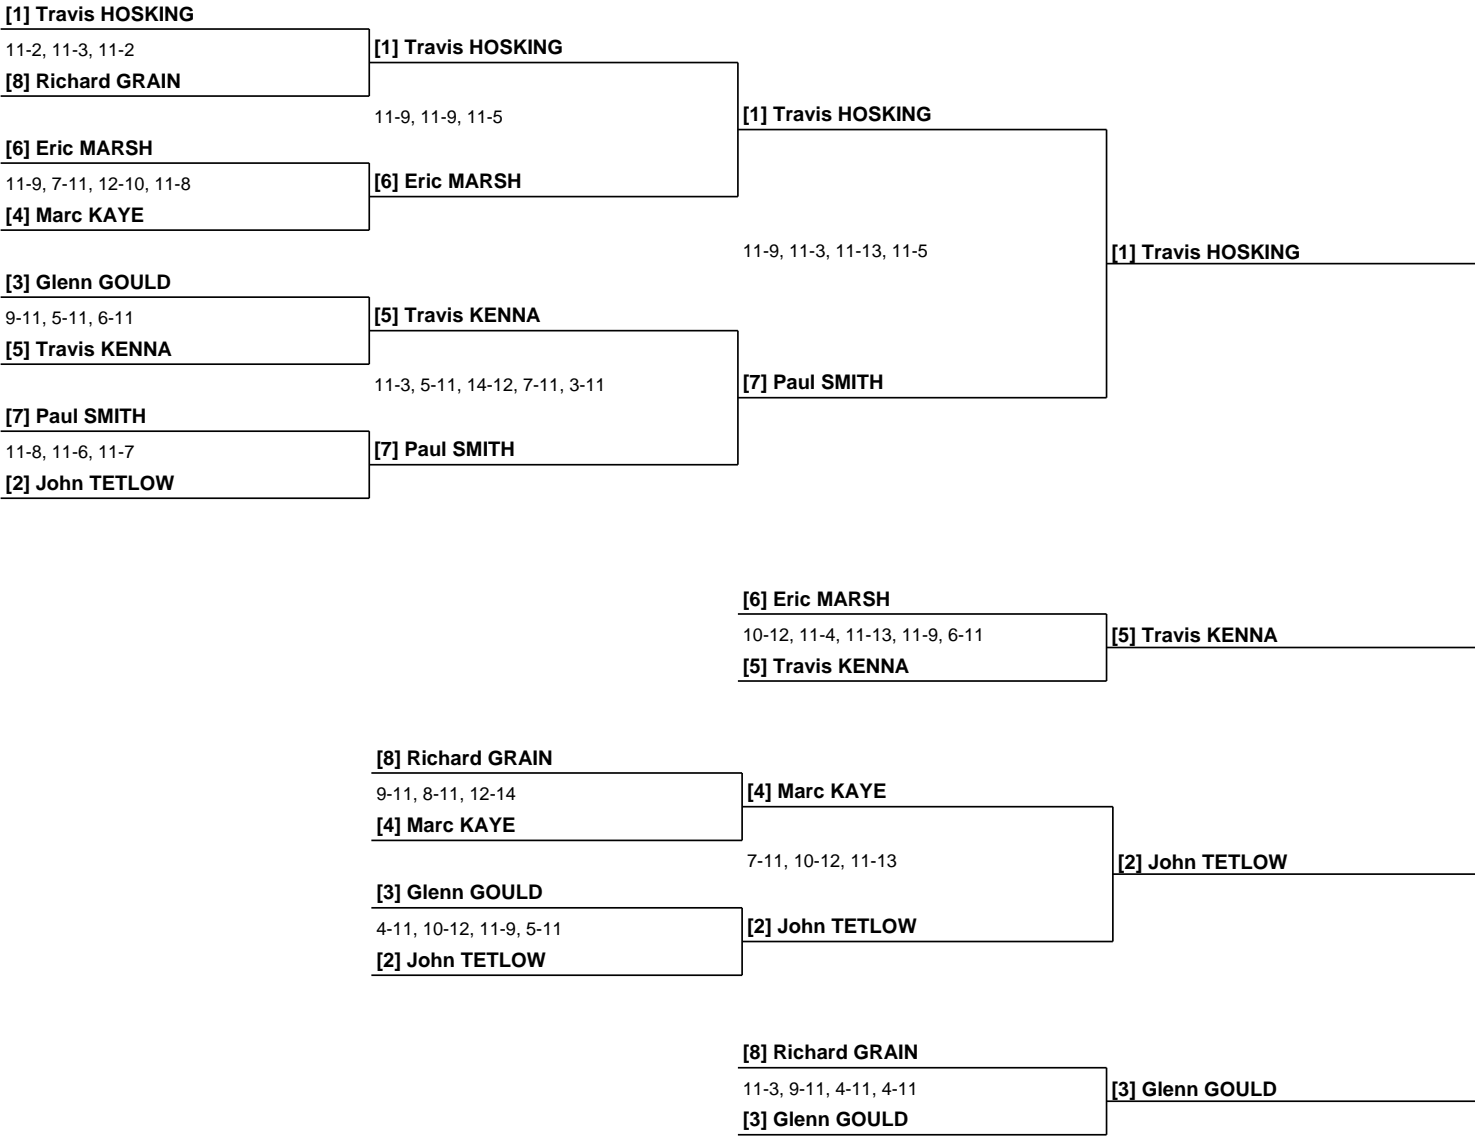 [1] Travis HOSKING
11-2, 11-3, 11-2
[1] Travis HOSKING
[8] Richard GRAIN
11-9, 11-9, 11-5
[1] Travis HOSKING
[6] Eric MARSH
11-9, 7-11, 12-10, 11-8
[6] Eric MARSH
[4] Marc KAYE
11-9, 11-3, 11-13, 11-5
[1] Travis HOSKING
[3] Glenn GOULD
9-11, 5-11, 6-11
[5] Travis KENNA
[5] Travis KENNA
11-3, 5-11, 14-12, 7-11, 3-11
[7] Paul SMITH
[7] Paul SMITH
11-8, 11-6, 11-7
[7] Paul SMITH
[2] John TETLOW
[6] Eric MARSH
10-12, 11-4, 11-13, 11-9, 6-11
[5] Travis KENNA
[5] Travis KENNA
[8] Richard GRAIN
9-11, 8-11, 12-14
[4] Marc KAYE
[4] Marc KAYE
7-11, 10-12, 11-13
[2] John TETLOW
[3] Glenn GOULD
4-11, 10-12, 11-9, 5-11
[2] John TETLOW
[2] John TETLOW
[8] Richard GRAIN
11-3, 9-11, 4-11, 4-11
[3] Glenn GOULD
[3] Glenn GOULD